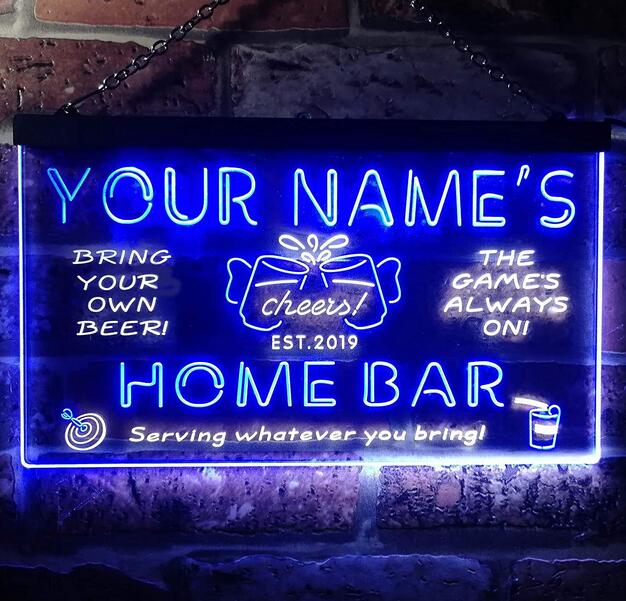 YOUR NAME'S
BRING
YOUR
OWN
BEER!
cheers!
EST.2019
THE
GAME'S
ALWAYS
ON!
HOME BAR
Serving whatever you bring!